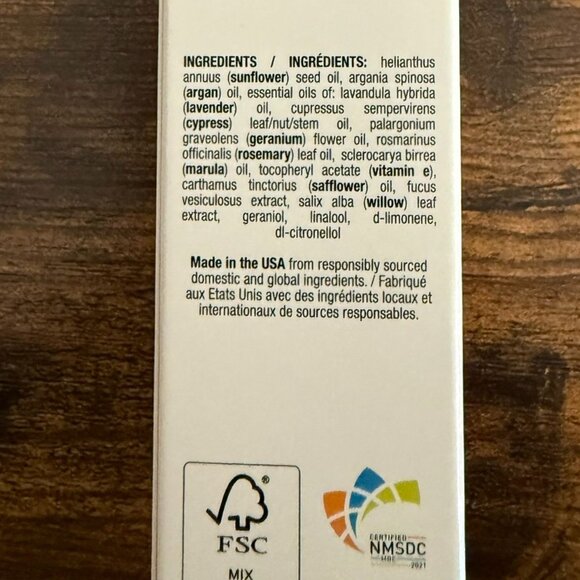 INGREDIENTS / INGRÉDIENTS: helianthus
annuus (sunflower) seed oil, argania spinosa
(argan) oil, essential oils of: lavandula hybrida
(lavender) oil, cupressus sempervirens
(cypress) leaf/nut/stem oil, palargonium
graveolens (geranium) flower oil, rosmarinus
officinalis (rosemary) leaf oil, sclerocarya birrea
(marula) oil, tocopheryl acetate (vitamin e),
carthamus tinctorius (safflower) oil, fucus
vesiculosus extract, salix alba (willow) leaf
extract, geraniol, linalool, d-limonene,
dl-citronellol
Made in the USA from responsibly sourced
domestic and global ingredients. / Fabriqué
aux Etats Unis avec des ingrédients locaux et
internationaux de sources responsables.
®
FSC
MIX
CERTIFIED
NMSDC
MBE
2021